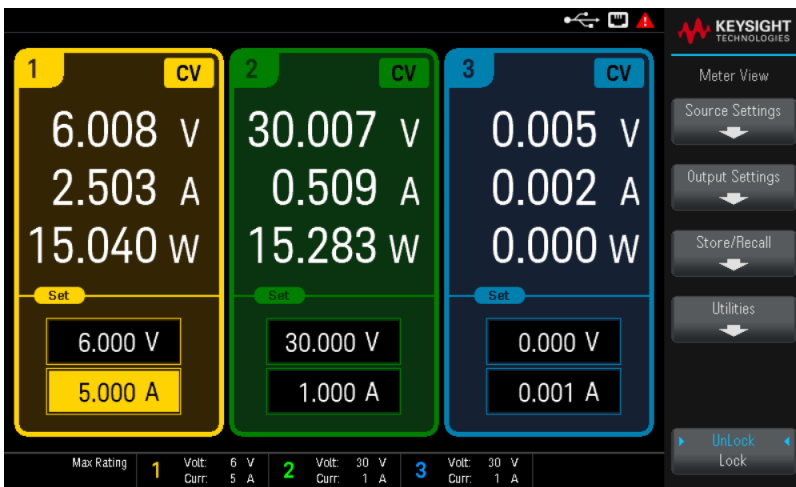 KEYSIGHT
TECHNOLOGIES
Meter View
1 CV
6.008 V
2.503 A
15.040 W
Set
6.000 V
5.000 A
2 CV
30.007 V
0.509 A
15.283 W
Set
30.000 V
1.000 A
3 CV
0.005 V
0.002 A
0.000 W
Set
0.000 V
0.001 A
Source Settings
Output Settings
Store/Recall
Utilities
UnLock
Lock
Max Rating 1 Volt: 6 V 2 Volt: 30 V 3 Volt: 30 V
Curr: 5 A Curr: 1 A Curr: 1 A